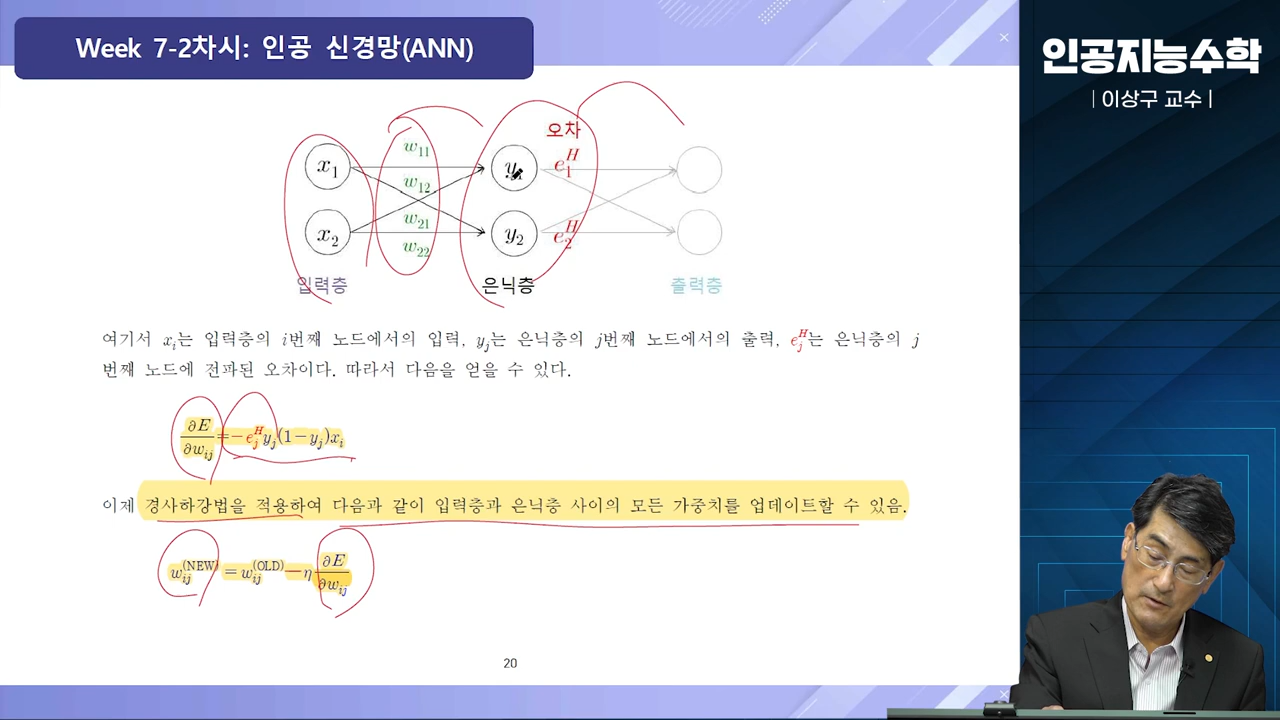 Week 7-2차시: 인공 신경망(ANN)
인공지능수학
| 이상구 교수 |
오차
x₁ w₁₁ e₁ᴴ
w₁₂
x₂ w₂₁ y₂ e₂ᴴ
w₂₂
입력층 은닉층 출력층
여기서 xᵢ는 입력층의 i번째 노드에서의 입력, yⱼ는 은닉층의 j번째 노드에서의 출력, eⱼᴴ는 은닉층의 j
번째 노드에 전파된 오차이다. 따라서 다음을 얻을 수 있다.
∂E/∂wᵢⱼ = −eⱼᴴyⱼ(1−yⱼ)xᵢ
이제 경사하강법을 적용하여 다음과 같이 입력층과 은닉층 사이의 모든 가중치를 업데이트할 수 있음.
wᵢⱼ^(NEW) = wᵢⱼ^(OLD) − η ∂E/∂wᵢⱼ
20